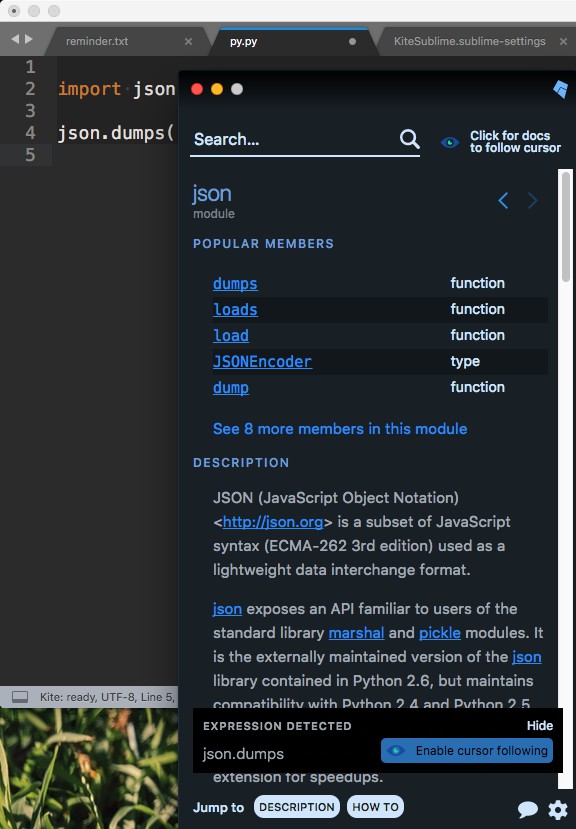 reminder.txt
py.py
KiteSublime.sublime-settings
1
2 import json
3
4 json.dumps(
5
Search...
Click for docs
to follow cursor
json
module
POPULAR MEMBERS
dumps function
loads function
load function
JSONEncoder type
dump function
See 8 more members in this module
DESCRIPTION
JSON (JavaScript Object Notation)
<http://json.org> is a subset of JavaScript
syntax (ECMA-262 3rd edition) used as a
lightweight data interchange format.
json exposes an API familiar to users of the
standard library marshal and pickle modules. It
is the externally maintained version of the json
library contained in Python 2.6, but maintains
compatibility with Python 2.4 and Python 2.5
EXPRESSION DETECTED Hide
json.dumps Enable cursor following
extension for speedups.
Jump to DESCRIPTION HOW TO
Kite: ready, UTF-8, Line 5,